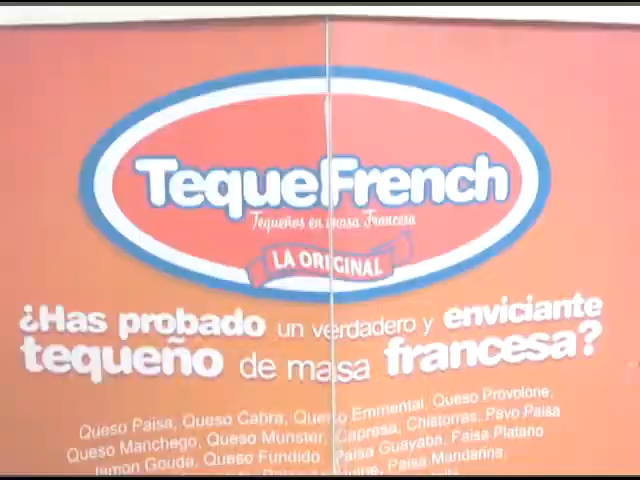 TequeFrench
Tequeños en masa Francesa
LA ORIGINAL
¿Has probado un verdadero y enviciante
tequeño de masa francesa?
Queso Paisa, Queso Cabra, Queso Emmental, Queso Provolone,
Queso Manchego, Queso Munster, Capresa, Chistorras, Pavo Paisa
Jamon Gouda, Queso Fundido, Paisa Guayaba, Paisa Platano
Paisa Mandarina